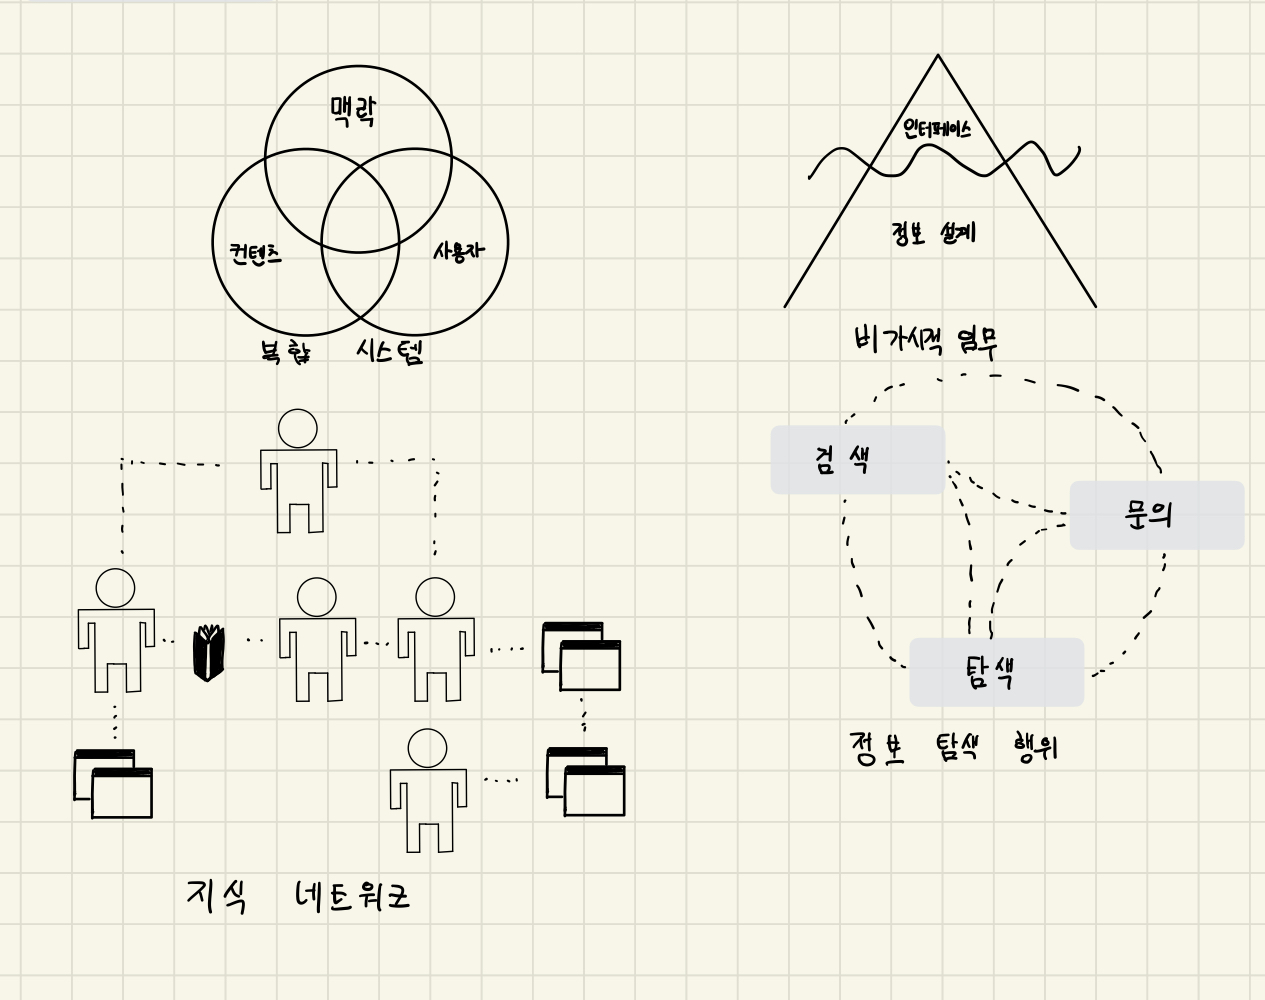 맥락
컨텐츠
사용자
복합 시스템
인터페이스
정보 설계
비가시적 엄무
검색
문의
탐색
정보 탐색 행위
지식 네트워크